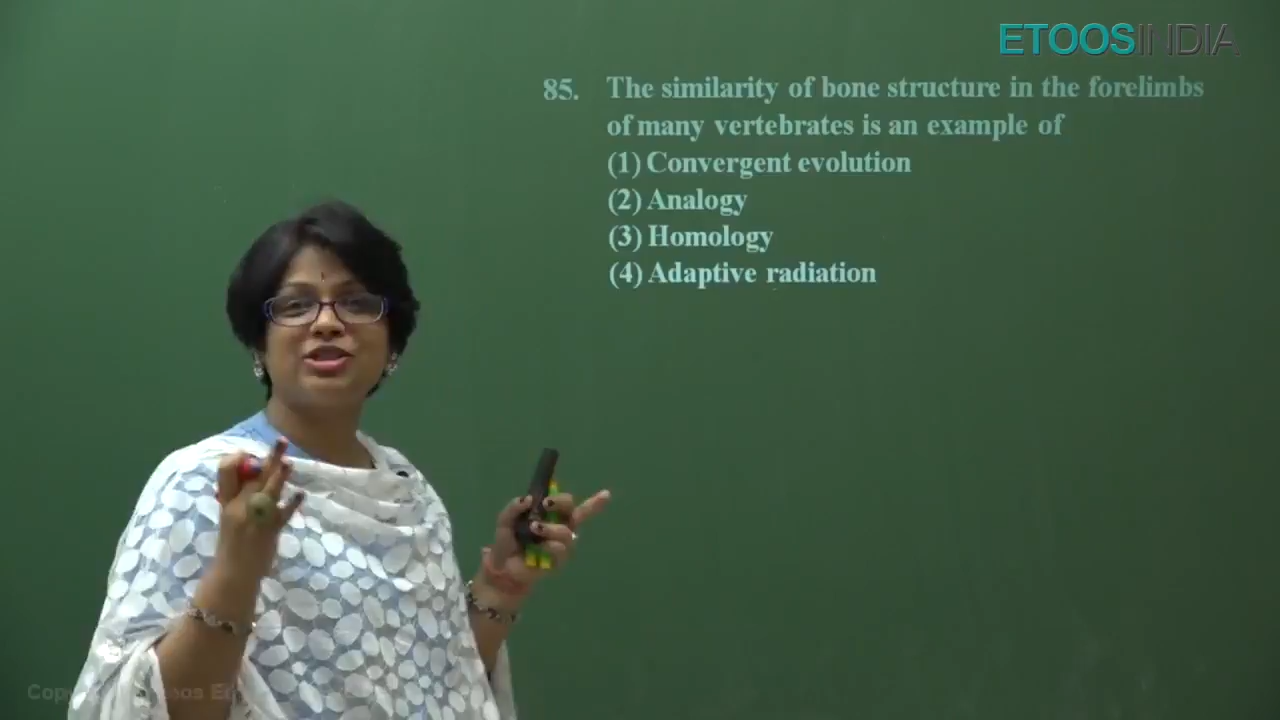 ETOOSINDIA
85. The similarity of bone structure in the forelimbs
of many vertebrates is an example of
(1) Convergent evolution
(2) Analogy
(3) Homology
(4) Adaptive radiation